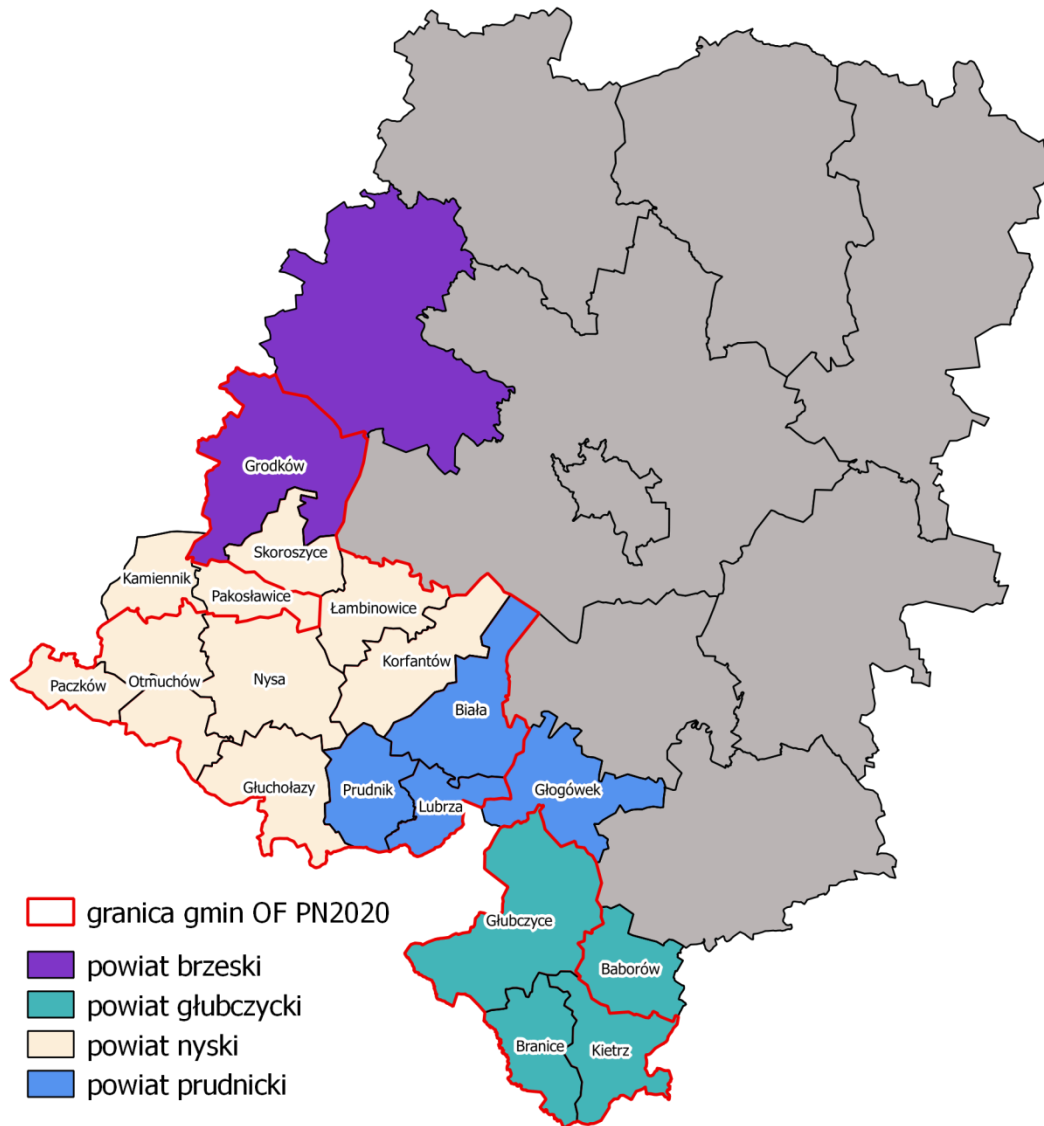 Grodków
Skoroszyce
Kamiennik
Pakosławice
Łambinowice
Korfantów
Paczków
Otmuchów
Nysa
Biała
Głuchołazy
Prudnik
Lubrza
Głogówek
Głubczyce
Baborów
Branice
Kietrz
granica gmin OF PN2020
powiat brzeski
powiat głubczycki
powiat nyski
powiat prudnicki